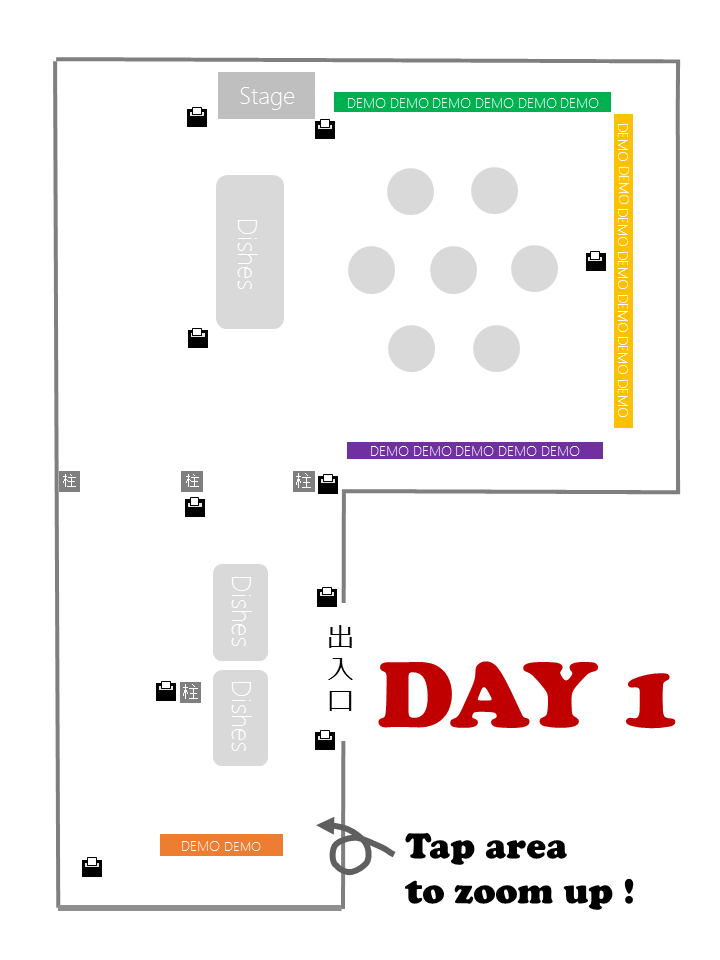 Stage
DEMO DEMO DEMO DEMO DEMO DEMO
DEMO DEMO DEMO DEMO DEMO DEMO DEMO
Dishes
DEMO DEMO DEMO DEMO DEMO
柱
柱
柱
Dishes
出入口
柱
Dishes
DAY 1
DEMO DEMO
Tap area
to zoom up !